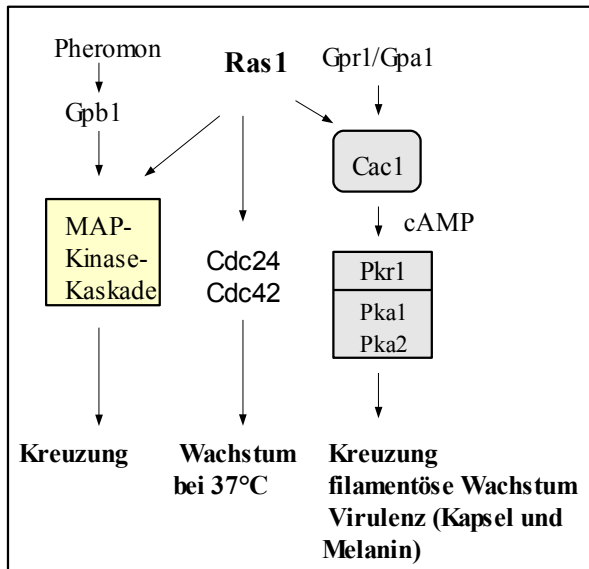 Pheromon
Gpb1
MAP-
Kinase-
Kaskade
Kreuzung
Ras1
Cdc24
Cdc42
Wachstum
bei 37°C
Gpr1/Gpa1
Cac1
cAMP
Pkr1
Pka1
Pka2
Kreuzung
filamentöse Wachstum
Virulenz (Kapsel und
Melanin)